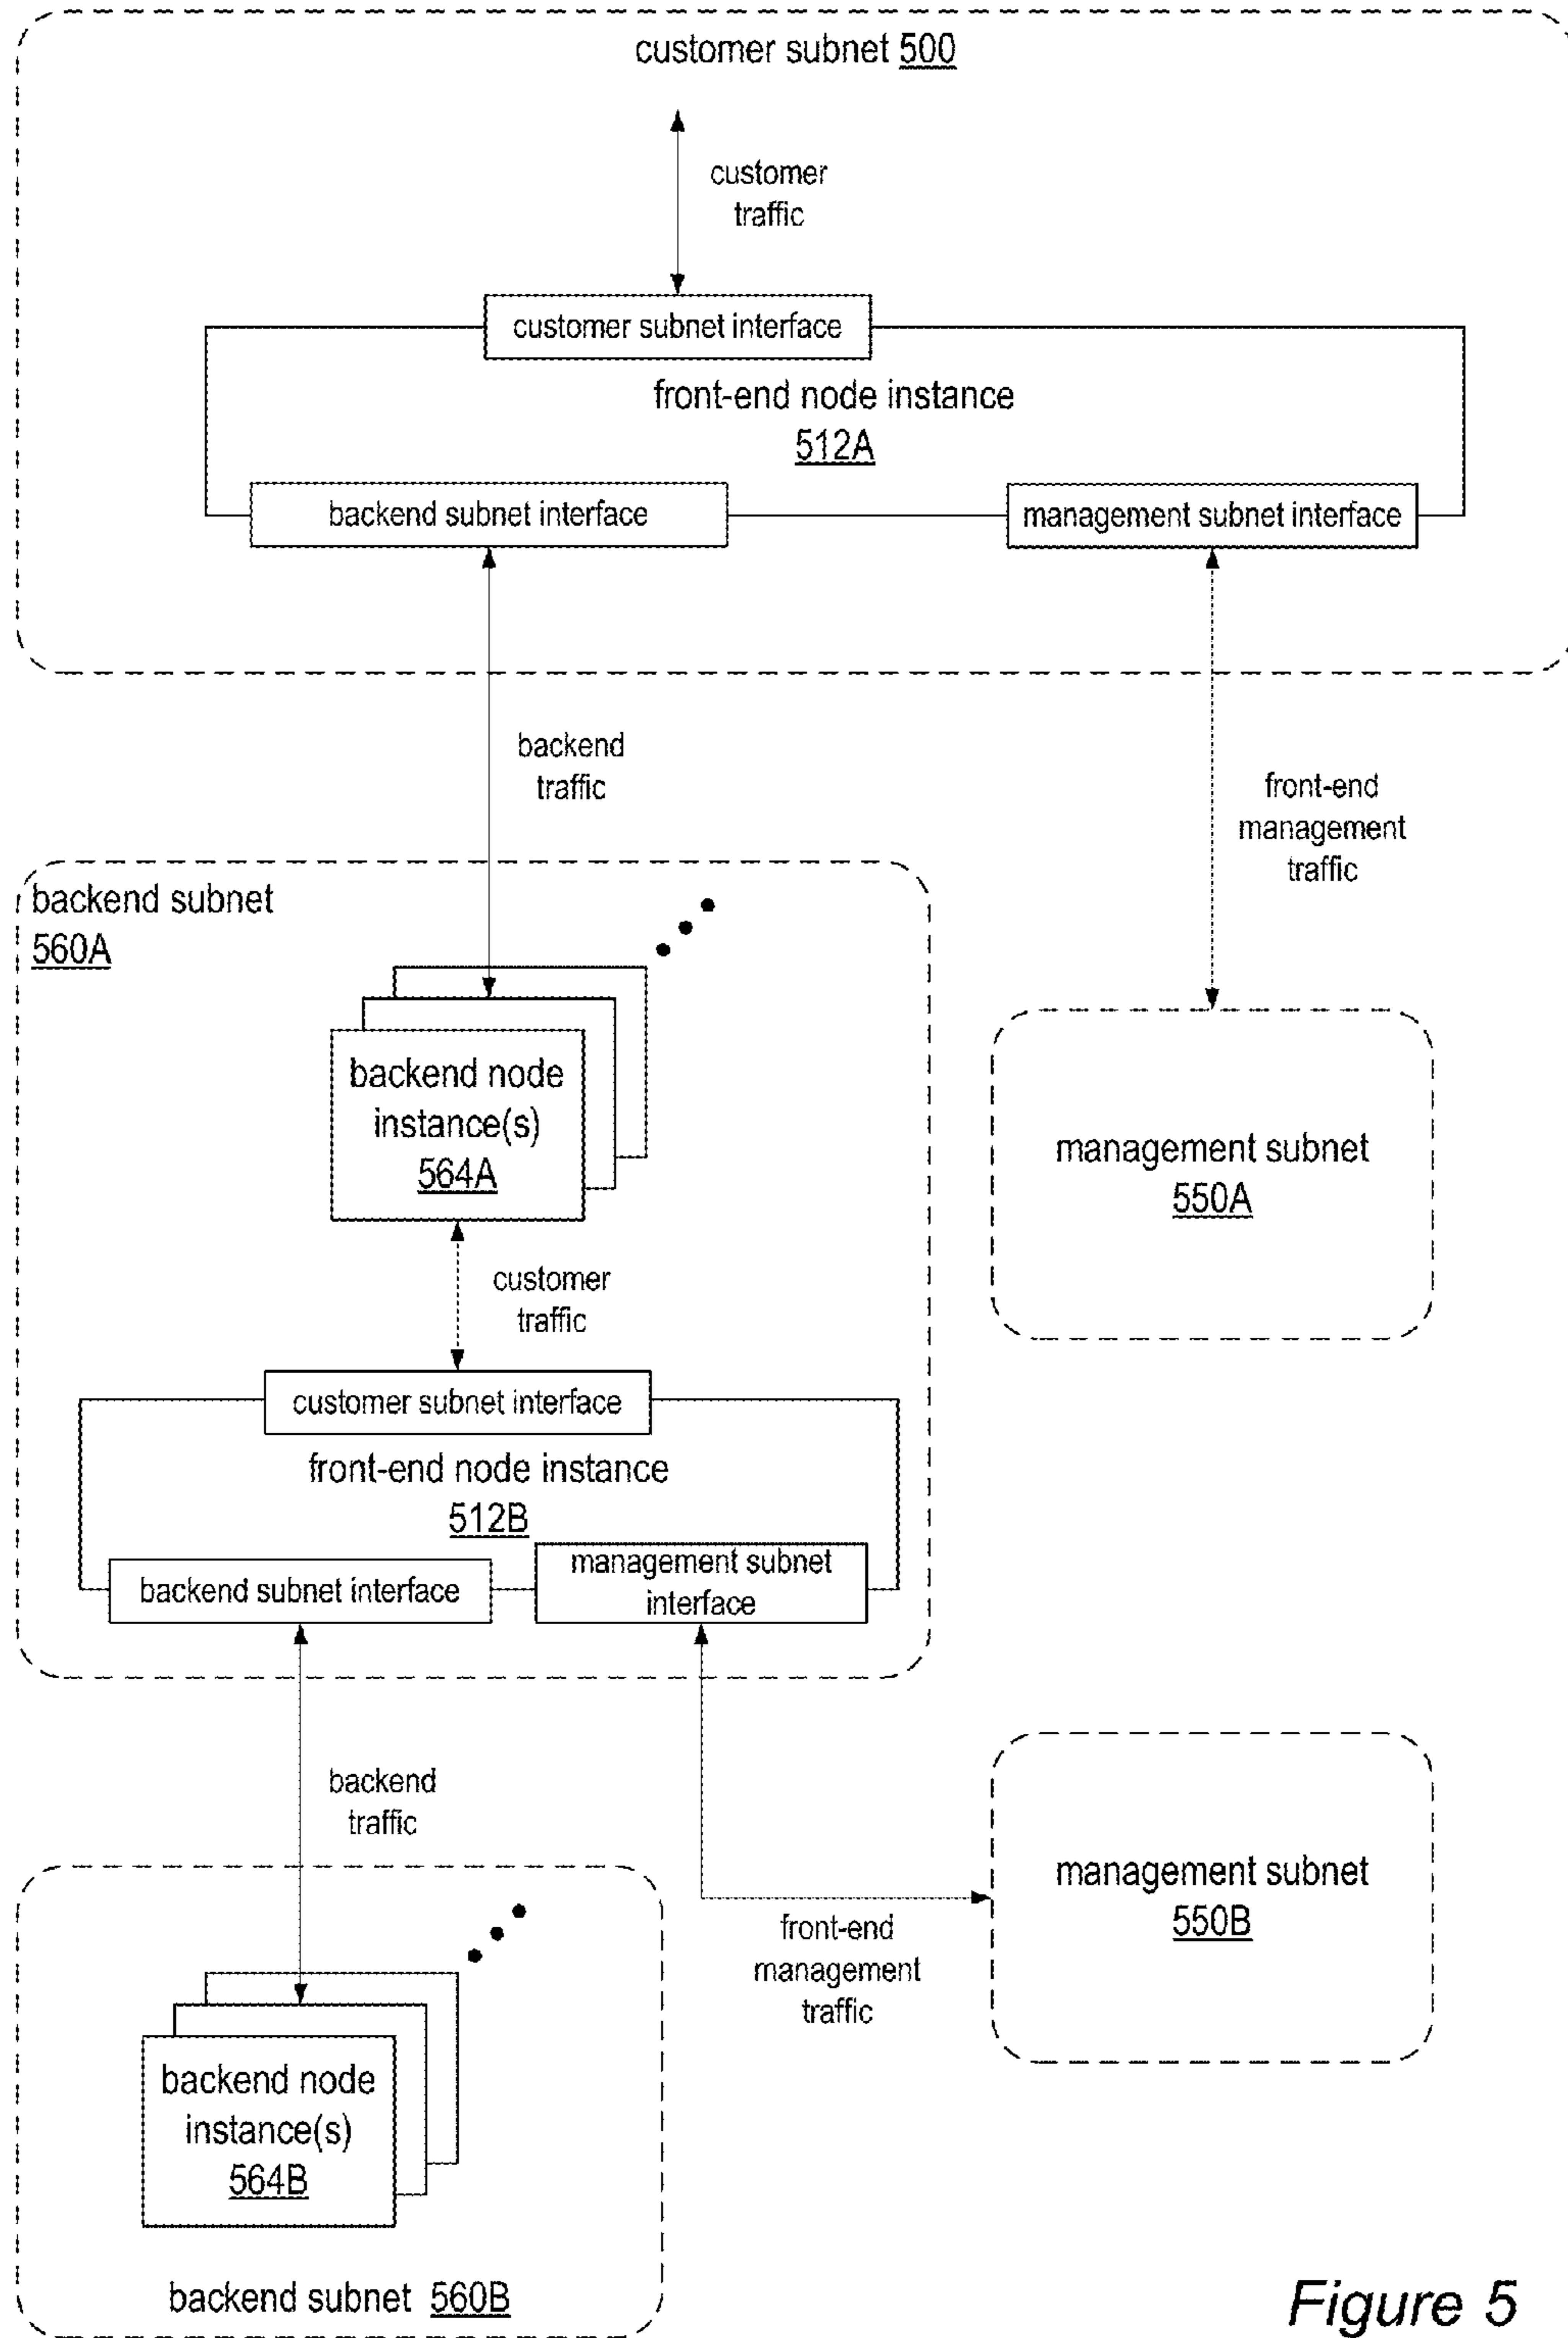 customer subnet 500
customer
traffic
customer subnet interface
front-end node instance
512A
backend subnet interface
management subnet interface
backend
traffic
front-end
management
traffic
backend subnet
560A
backend node
instance(s)
564A
management subnet
550A
customer
traffic
customer subnet interface
front-end node instance
512B
backend subnet interface
management subnet
interface
backend
traffic
management subnet
550B
front-end
management
traffic
backend node
instance(s)
564B
backend subnet 560B
Figure 5